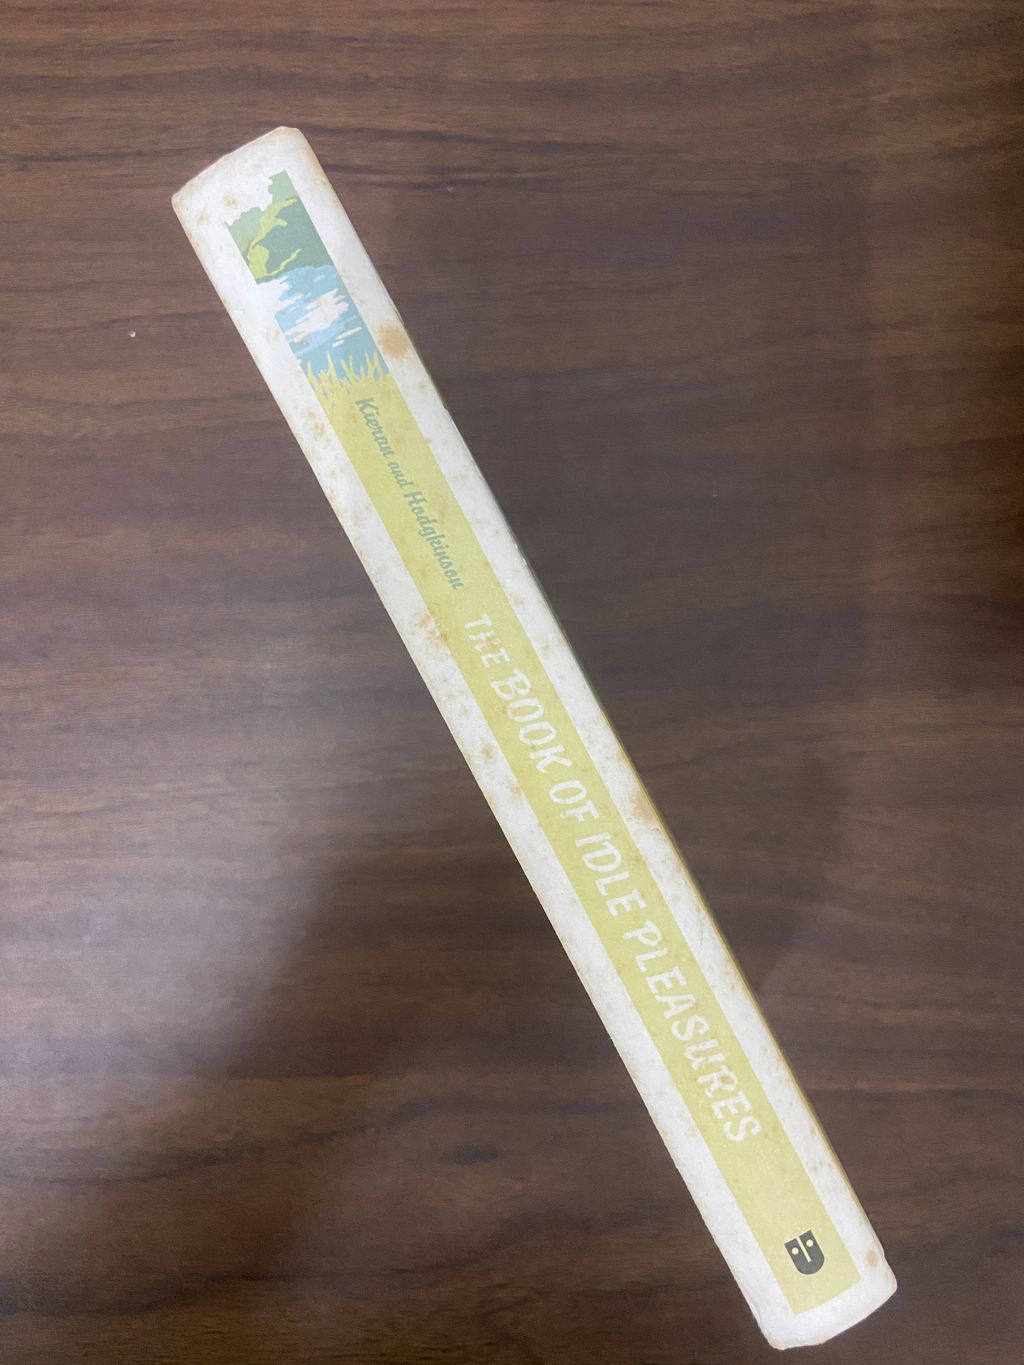 Kieran and Hodgkinson
THE BOOK OF IDLE PLEASURES